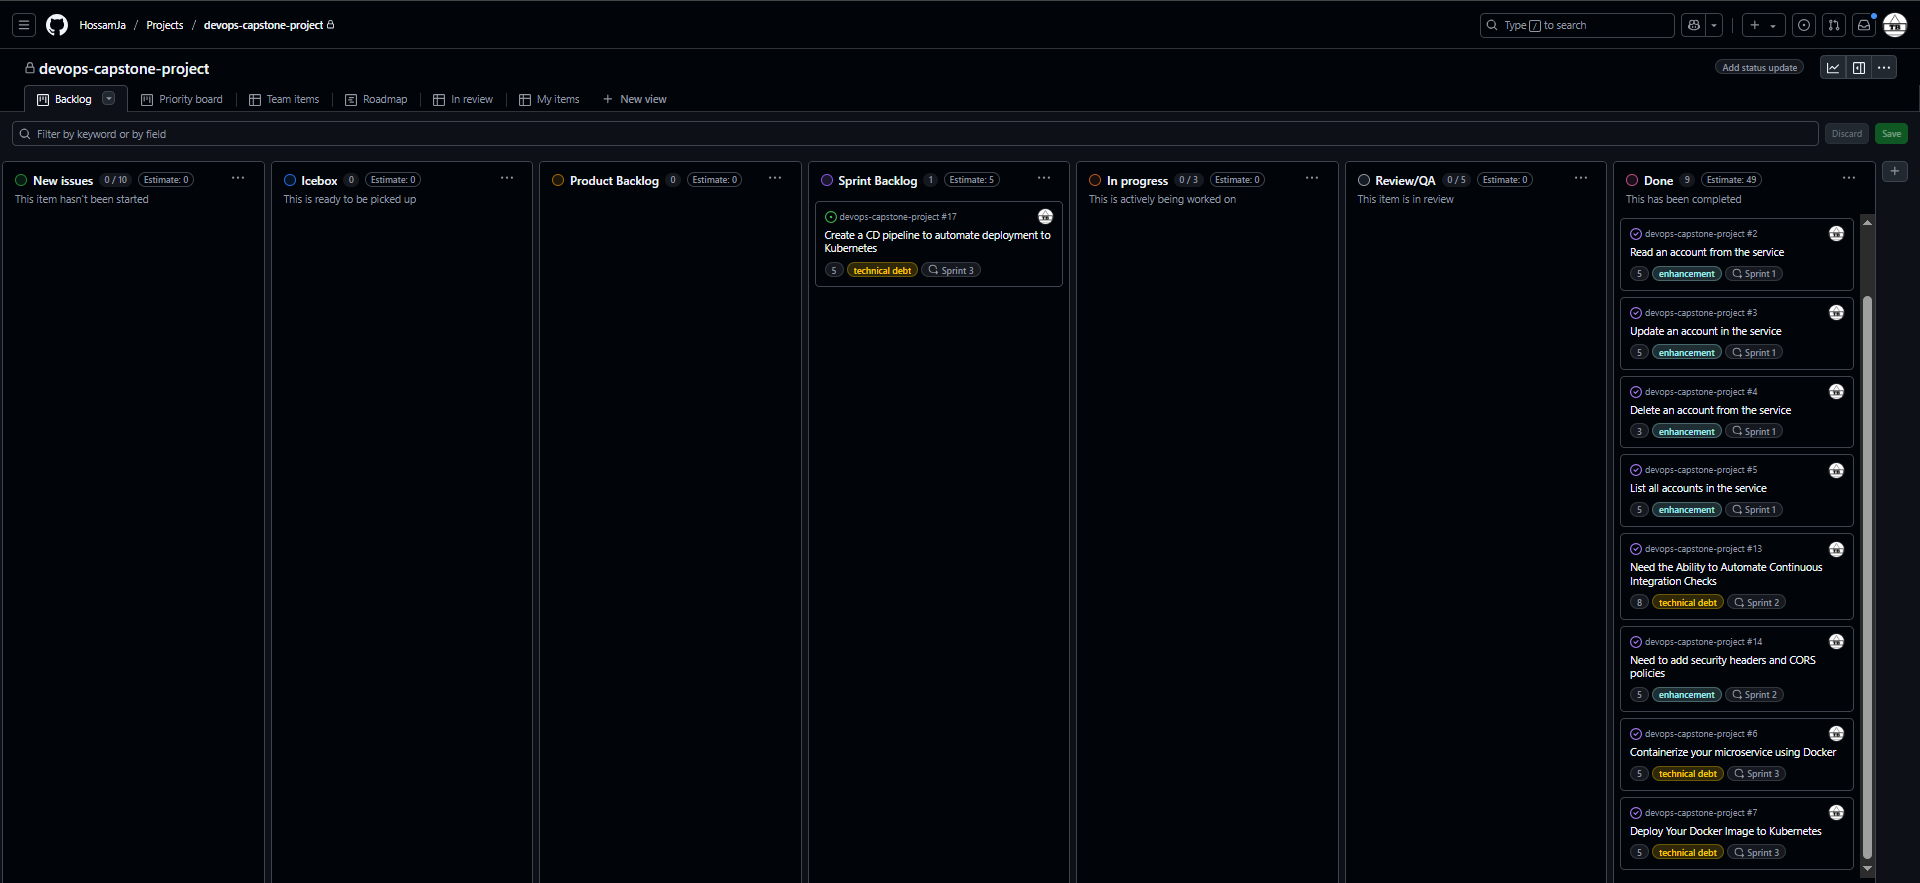 HossamJa / Projects / devops-capstone-project
Type / to search
devops-capstone-project
Add status update
Backlog
Priority board
Team items
Roadmap
In review
My items
New view
Filter by keyword or by field
Discard
Save
New issues 0 / 10 Estimate: 0
This item hasn't been started
Icebox 0 Estimate: 0
This is ready to be picked up
Product Backlog 0 Estimate: 0
Sprint Backlog 1 Estimate: 5
devops-capstone-project #17
Create a CD pipeline to automate deployment to
Kubernetes
5 technical debt Sprint 3
In progress 0 / 3 Estimate: 0
This is actively being worked on
Review/QA 0 / 5 Estimate: 0
This item is in review
Done 9 Estimate: 49
This has been completed
devops-capstone-project #2
Read an account from the service
5 enhancement Sprint 1
devops-capstone-project #3
Update an account in the service
5 enhancement Sprint 1
devops-capstone-project #4
Delete an account from the service
3 enhancement Sprint 1
devops-capstone-project #5
List all accounts in the service
5 enhancement Sprint 1
devops-capstone-project #13
Need the Ability to Automate Continuous
Integration Checks
8 technical debt Sprint 2
devops-capstone-project #14
Need to add security headers and CORS
policies
5 enhancement Sprint 2
devops-capstone-project #6
Containerize your microservice using Docker
5 technical debt Sprint 3
devops-capstone-project #7
Deploy Your Docker Image to Kubernetes
5 technical debt Sprint 3